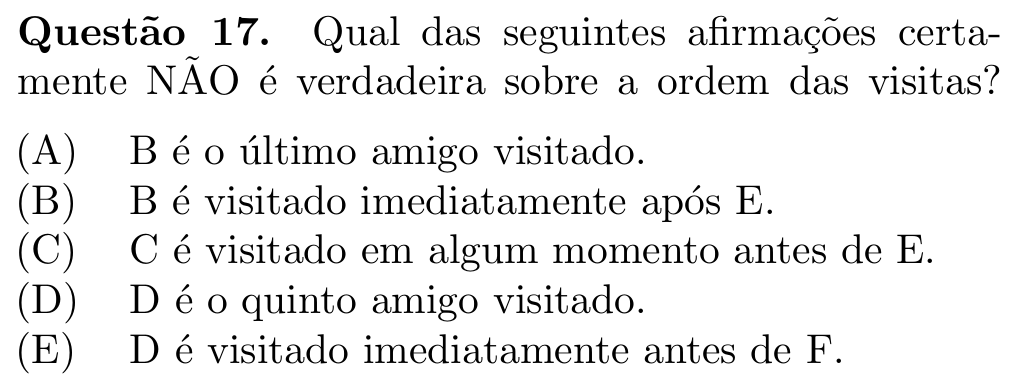 Questão 17. Qual das seguintes afirmações certa-
mente NÃO é verdadeira sobre a ordem das visitas?
(A) B é o último amigo visitado.
(B) B é visitado imediatamente após E.
(C) C é visitado em algum momento antes de E.
(D) D é o quinto amigo visitado.
(E) D é visitado imediatamente antes de F.